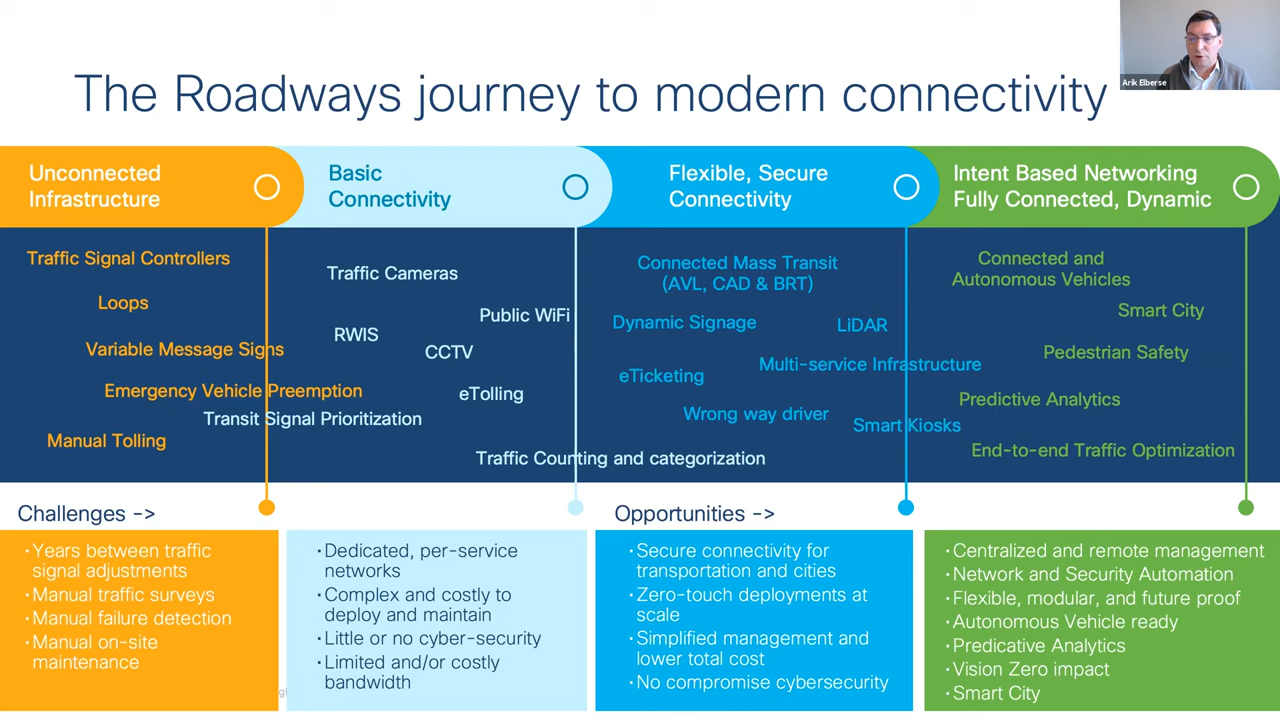 The Roadways journey to modern connectivity
Arik Elberse
Unconnected
Infrastructure
Basic
Connectivity
Flexible, Secure
Connectivity
Intent Based Networking
Fully Connected, Dynamic
Traffic Signal Controllers
Loops
Variable Message Signs
Emergency Vehicle Preemption
Transit Signal Prioritization
Manual Tolling
Traffic Cameras
Public WiFi
RWIS
CCTV
eTolling
Traffic Counting and categorization
Connected Mass Transit
(AVL, CAD & BRT)
Dynamic Signage
LiDAR
Multi-service Infrastructure
eTicketing
Wrong way driver
Smart Kiosks
Connected and
Autonomous Vehicles
Smart City
Pedestrian Safety
Predictive Analytics
End-to-end Traffic Optimization
Challenges ->
· Years between traffic
signal adjustments
· Manual traffic surveys
· Manual failure detection
· Manual on-site
maintenance
· Dedicated, per-service
networks
· Complex and costly to
deploy and maintain
· Little or no cyber-security
· Limited and/or costly
bandwidth
Opportunities ->
· Secure connectivity for
transportation and cities
· Zero-touch deployments at
scale
· Simplified management and
lower total cost
· No compromise cybersecurity
· Centralized and remote management
· Network and Security Automation
· Flexible, modular, and future proof
· Autonomous Vehicle ready
· Predicative Analytics
· Vision Zero impact
· Smart City